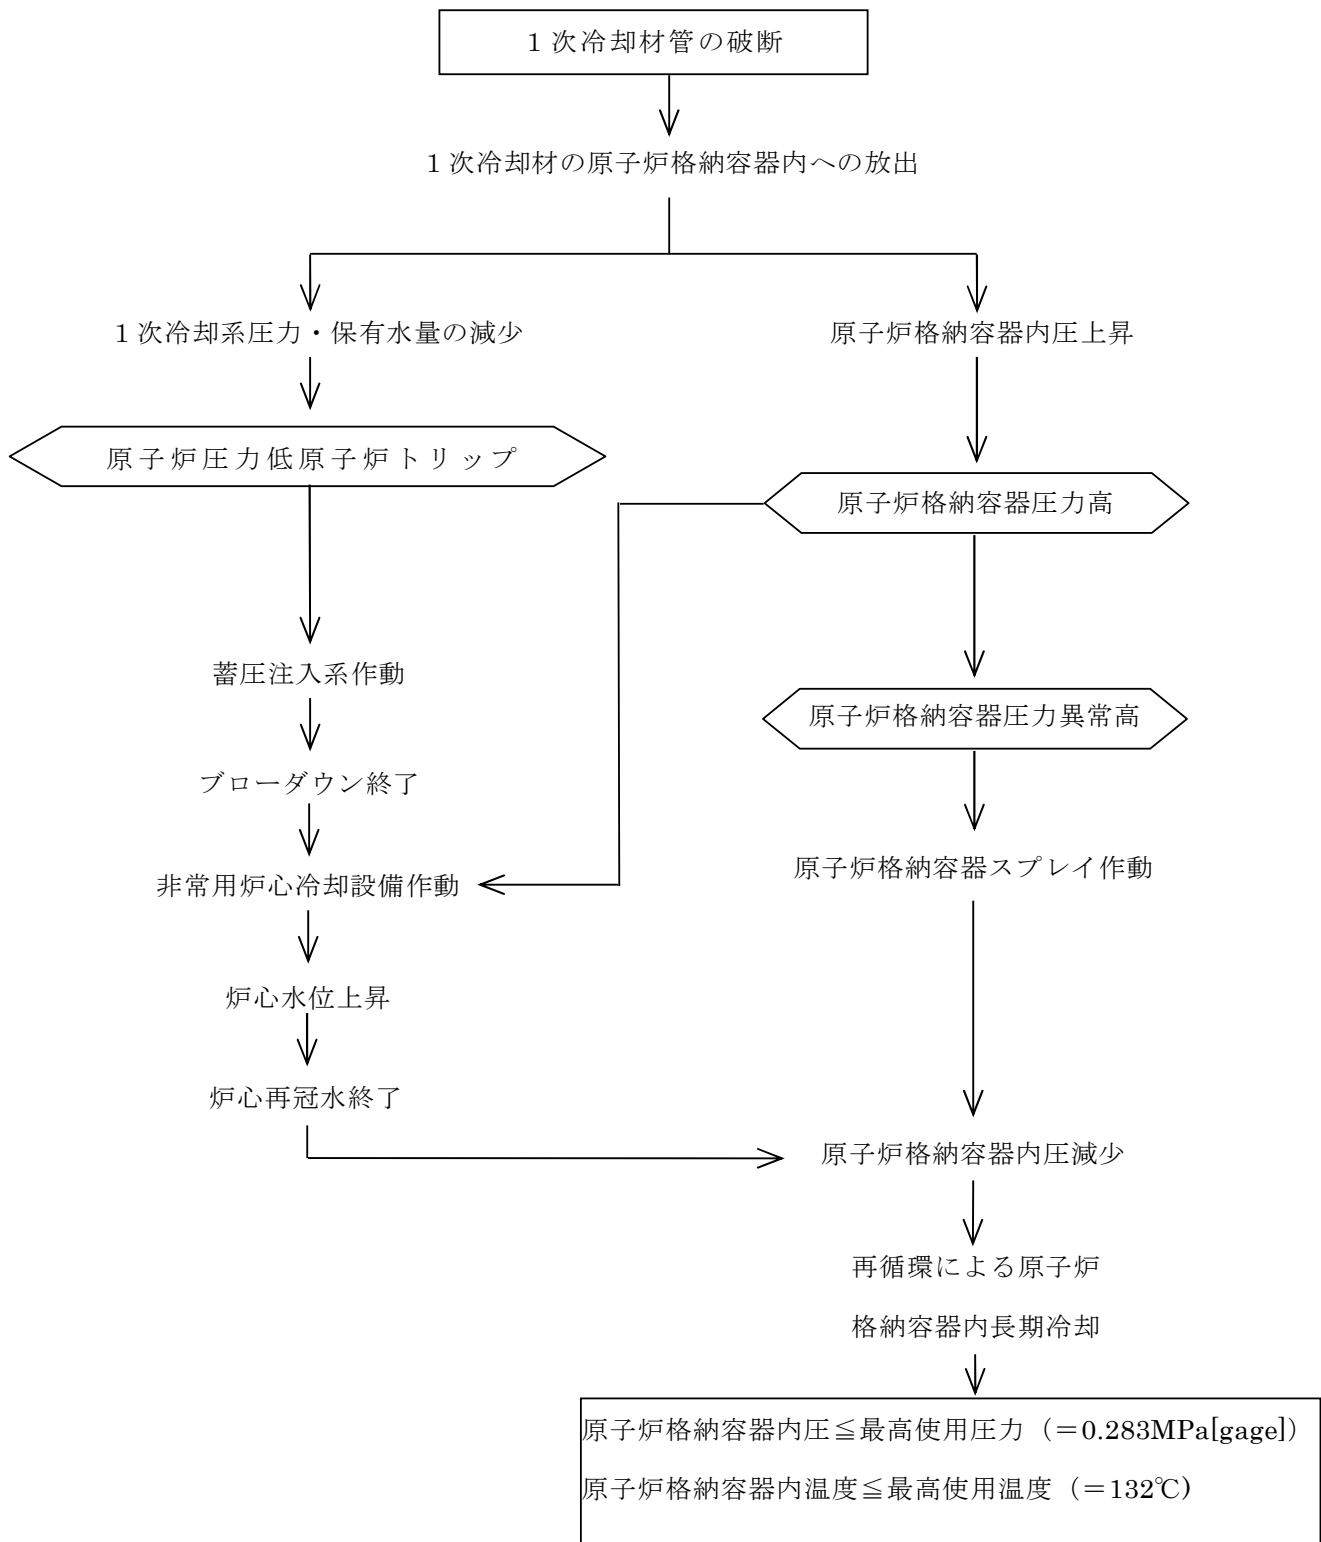 １次冷却材管の破断
１次冷却材の原子炉格納容器内への放出
１次冷却系圧力・保有水量の減少
原子炉格納容器内圧上昇
原子炉圧力低原子炉トリップ
原子炉格納容器圧力高
蓄圧注入系作動
原子炉格納容器圧力異常高
ブローダウン終了
原子炉格納容器スプレイ作動
非常用炉心冷却設備作動
炉心水位上昇
炉心再冠水終了
原子炉格納容器内圧減少
再循環による原子炉
格納容器内長期冷却
原子炉格納容器内圧≦最高使用圧力（＝0.283MPa[gage]）
原子炉格納容器内温度≦最高使用温度（＝132℃）